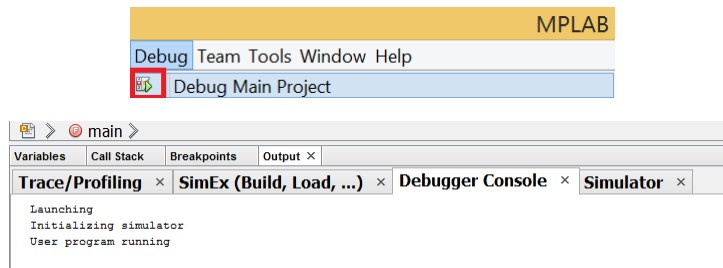 MPLAB
Debug Team Tools Window Help
Debug Main Project
main
Variables Call Stack Breakpoints Output ×
Trace/Profiling × SimEx (Build, Load, ...) × Debugger Console × Simulator ×
Launching
Initializing simulator
User program running